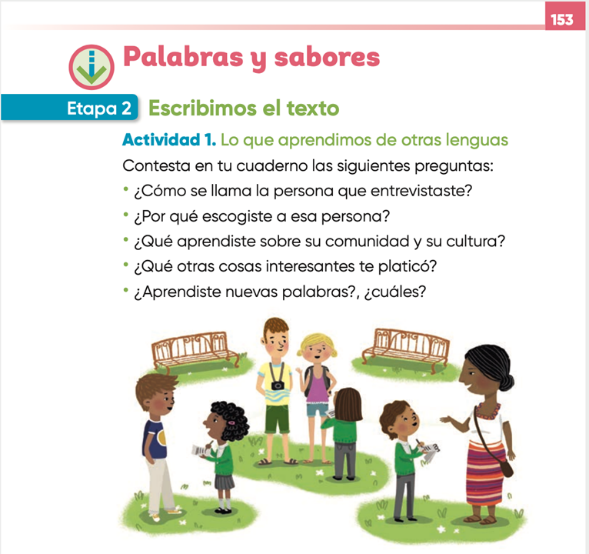 153
Palabras y sabores
Etapa 2 Escribimos el texto
Actividad 1. Lo que aprendimos de otras lenguas
Contesta en tu cuaderno las siguientes preguntas:
• ¿Cómo se llama la persona que entrevistaste?
• ¿Por qué escogiste a esa persona?
• ¿Qué aprendiste sobre su comunidad y su cultura?
• ¿Qué otras cosas interesantes te platicó?
• ¿Aprendiste nuevas palabras?, ¿cuáles?